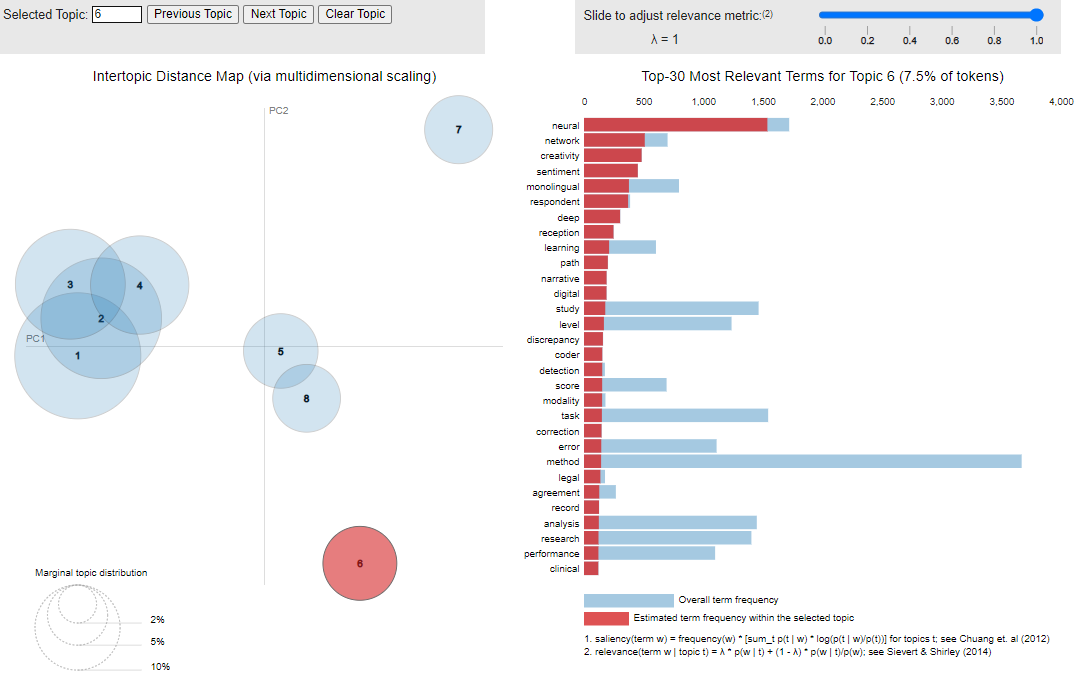 Selected Topic: 6 Previous Topic Next Topic Clear Topic
Slide to adjust relevance metric:(2)
λ = 1
0.0 0.2 0.4 0.6 0.8 1.0
Intertopic Distance Map (via multidimensional scaling)
PC2
PC1
7
3
4
2
1
5
8
6
Marginal topic distribution
2%
5%
10%
Top-30 Most Relevant Terms for Topic 6 (7.5% of tokens)
0 500 1,000 1,500 2,000 2,500 3,000 3,500 4,000
neural
network
creativity
sentiment
monolingual
respondent
deep
reception
learning
path
narrative
digital
study
level
discrepancy
coder
detection
score
modality
task
correction
error
method
legal
agreement
record
analysis
research
performance
clinical
Overall term frequency
Estimated term frequency within the selected topic
1. saliency(term w) = frequency(w) * [sum_t p(t | w) * log(p(t | w)/p(t))] for topics t; see Chuang et. al (2012)
2. relevance(term w | topic t) = λ * p(w | t) + (1 - λ) * p(w | t)/p(w); see Sievert & Shirley (2014)